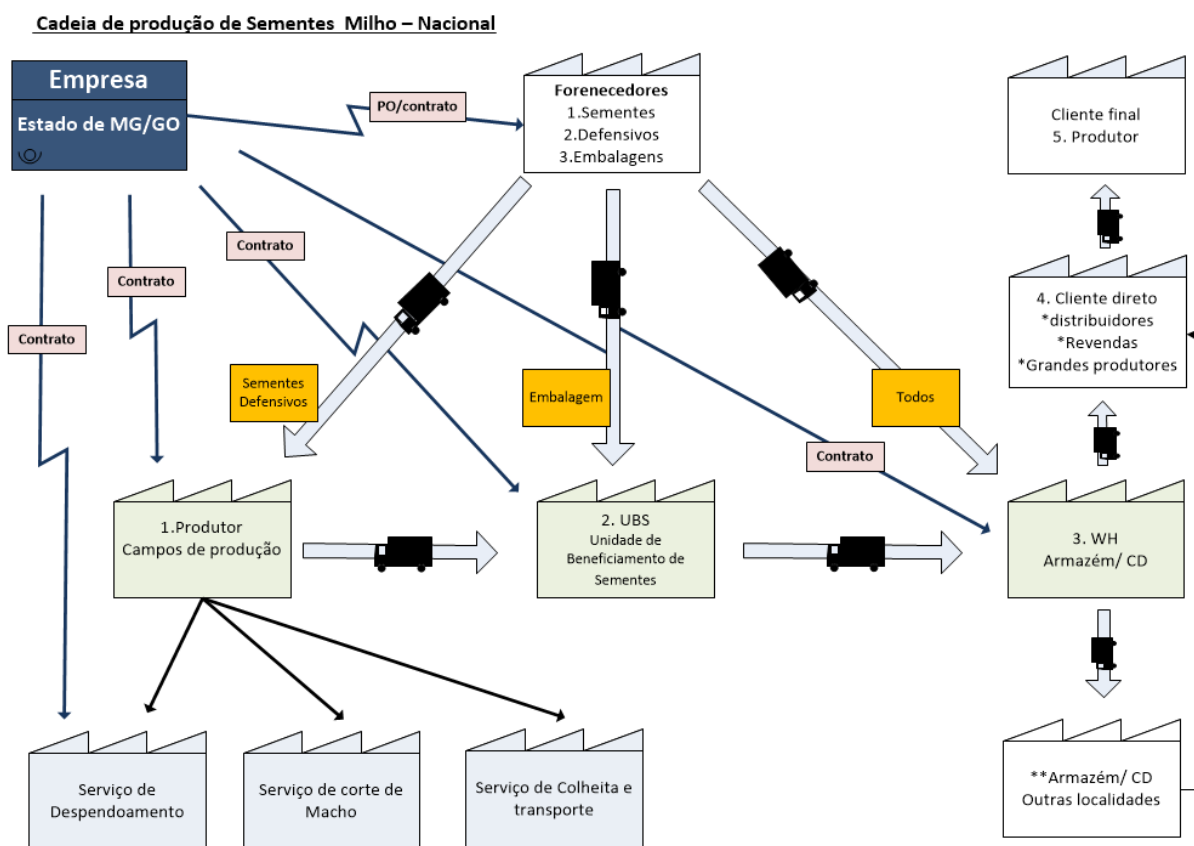 Cadeia de produção de Sementes Milho – Nacional
Empresa
Estado de MG/GO
PO/contrato
Forenecedores
1.Sementes
2.Defensivos
3.Embalagens
Cliente final
5. Produtor
Contrato
Contrato
Contrato
4. Cliente direto
*distribuidores
*Revendas
*Grandes produtores
Sementes
Defensivos
Embalagem
Todos
Contrato
1.Produtor
Campos de produção
2. UBS
Unidade de
Beneficiamento de
Sementes
3. WH
Armazém/ CD
Serviço de
Despendoamento
Serviço de corte de
Macho
Serviço de Colheita e
transporte
**Armazém/ CD
Outras localidades